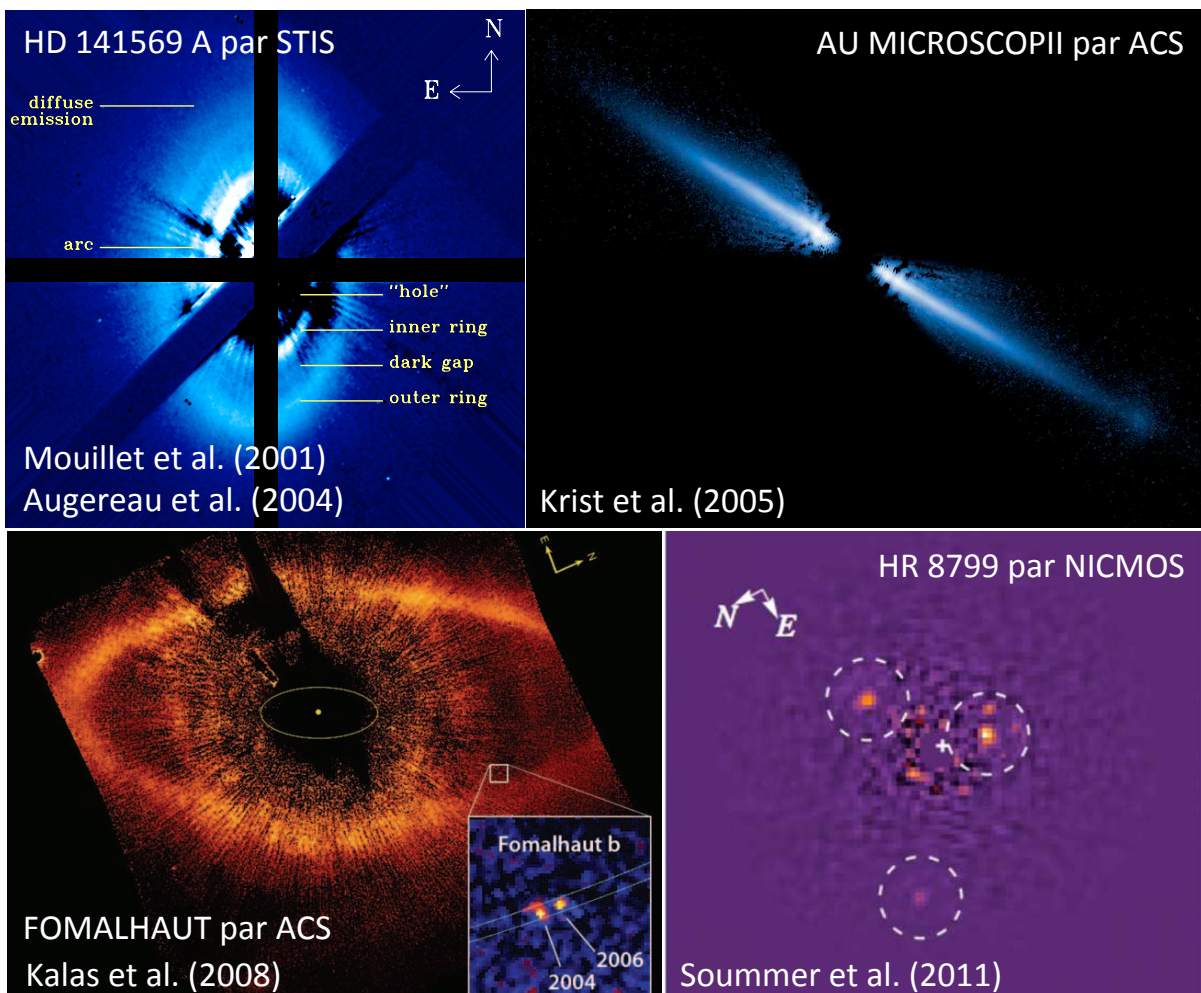 HD 141569 A par STIS
N
E
diffuse
emission
arc
"hole"
inner ring
dark gap
outer ring
Mouillet et al. (2001)
Augereau et al. (2004)
AU MICROSCOPII par ACS
Krist et al. (2005)
E
N
Fomalhaut b
2006
2004
FOMALHAUT par ACS
Kalas et al. (2008)
HR 8799 par NICMOS
N
E
Soummer et al. (2011)